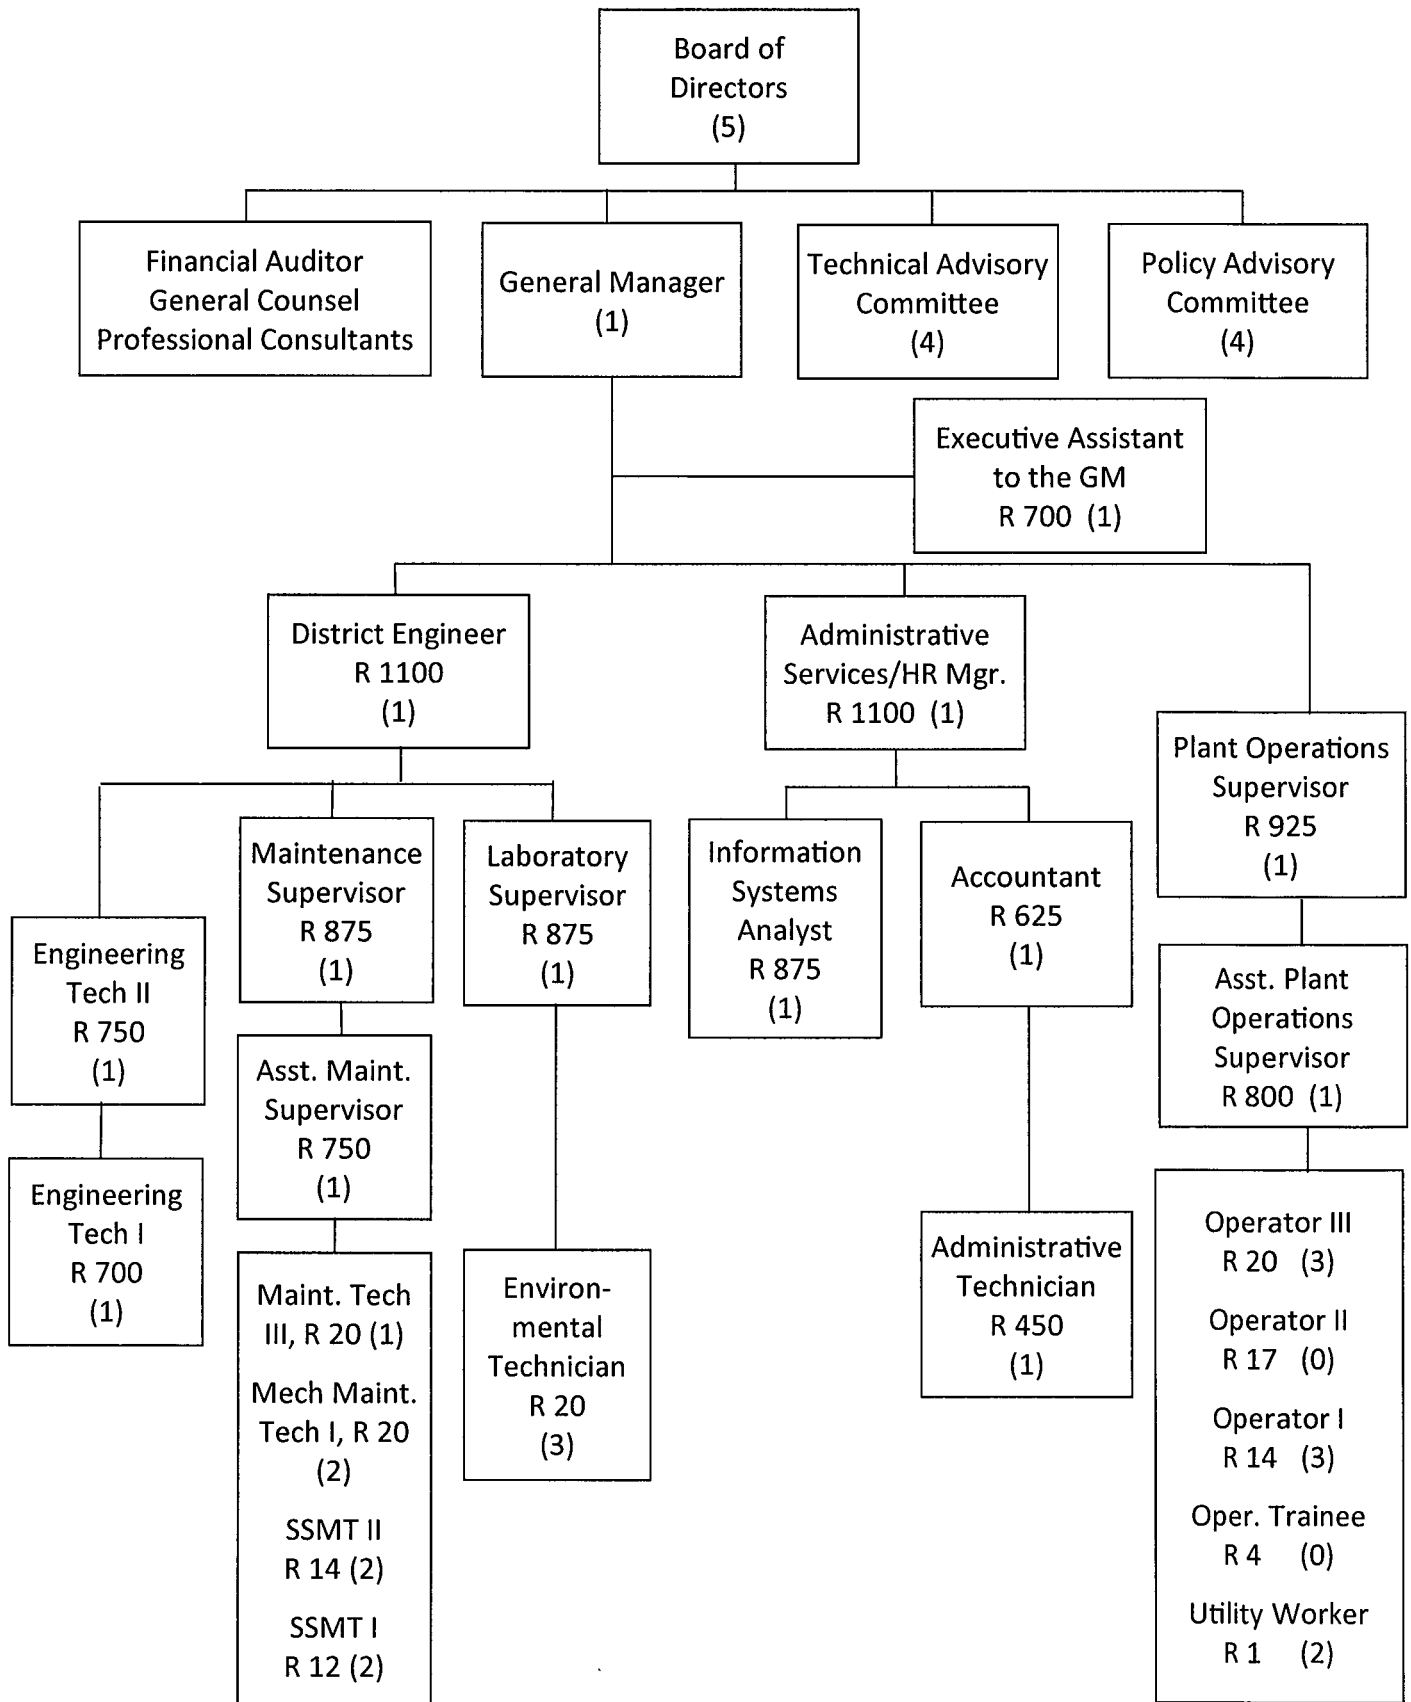 Board of
Directors
(5)
Financial Auditor
General Counsel
Professional Consultants
General Manager
(1)
Technical Advisory
Committee
(4)
Policy Advisory
Committee
(4)
Executive Assistant
to the GM
R 700 (1)
District Engineer
R 1100
(1)
Administrative
Services/HR Mgr.
R 1100 (1)
Plant Operations
Supervisor
R 925
(1)
Engineering
Tech II
R 750
(1)
Maintenance
Supervisor
R 875
(1)
Laboratory
Supervisor
R 875
(1)
Information
Systems
Analyst
R 875
(1)
Accountant
R 625
(1)
Asst. Plant
Operations
Supervisor
R 800 (1)
Engineering
Tech I
R 700
(1)
Asst. Maint.
Supervisor
R 750
(1)
Maint. Tech
III, R 20 (1)
Mech Maint.
Tech I, R 20
(2)
SSMT II
R 14 (2)
SSMT I
R 12 (2)
Environ-
mental
Technician
R 20
(3)
Administrative
Technician
R 450
(1)
Operator III
R 20 (3)
Operator II
R 17 (0)
Operator I
R 14 (3)
Oper. Trainee
R 4 (0)
Utility Worker
R 1 (2)